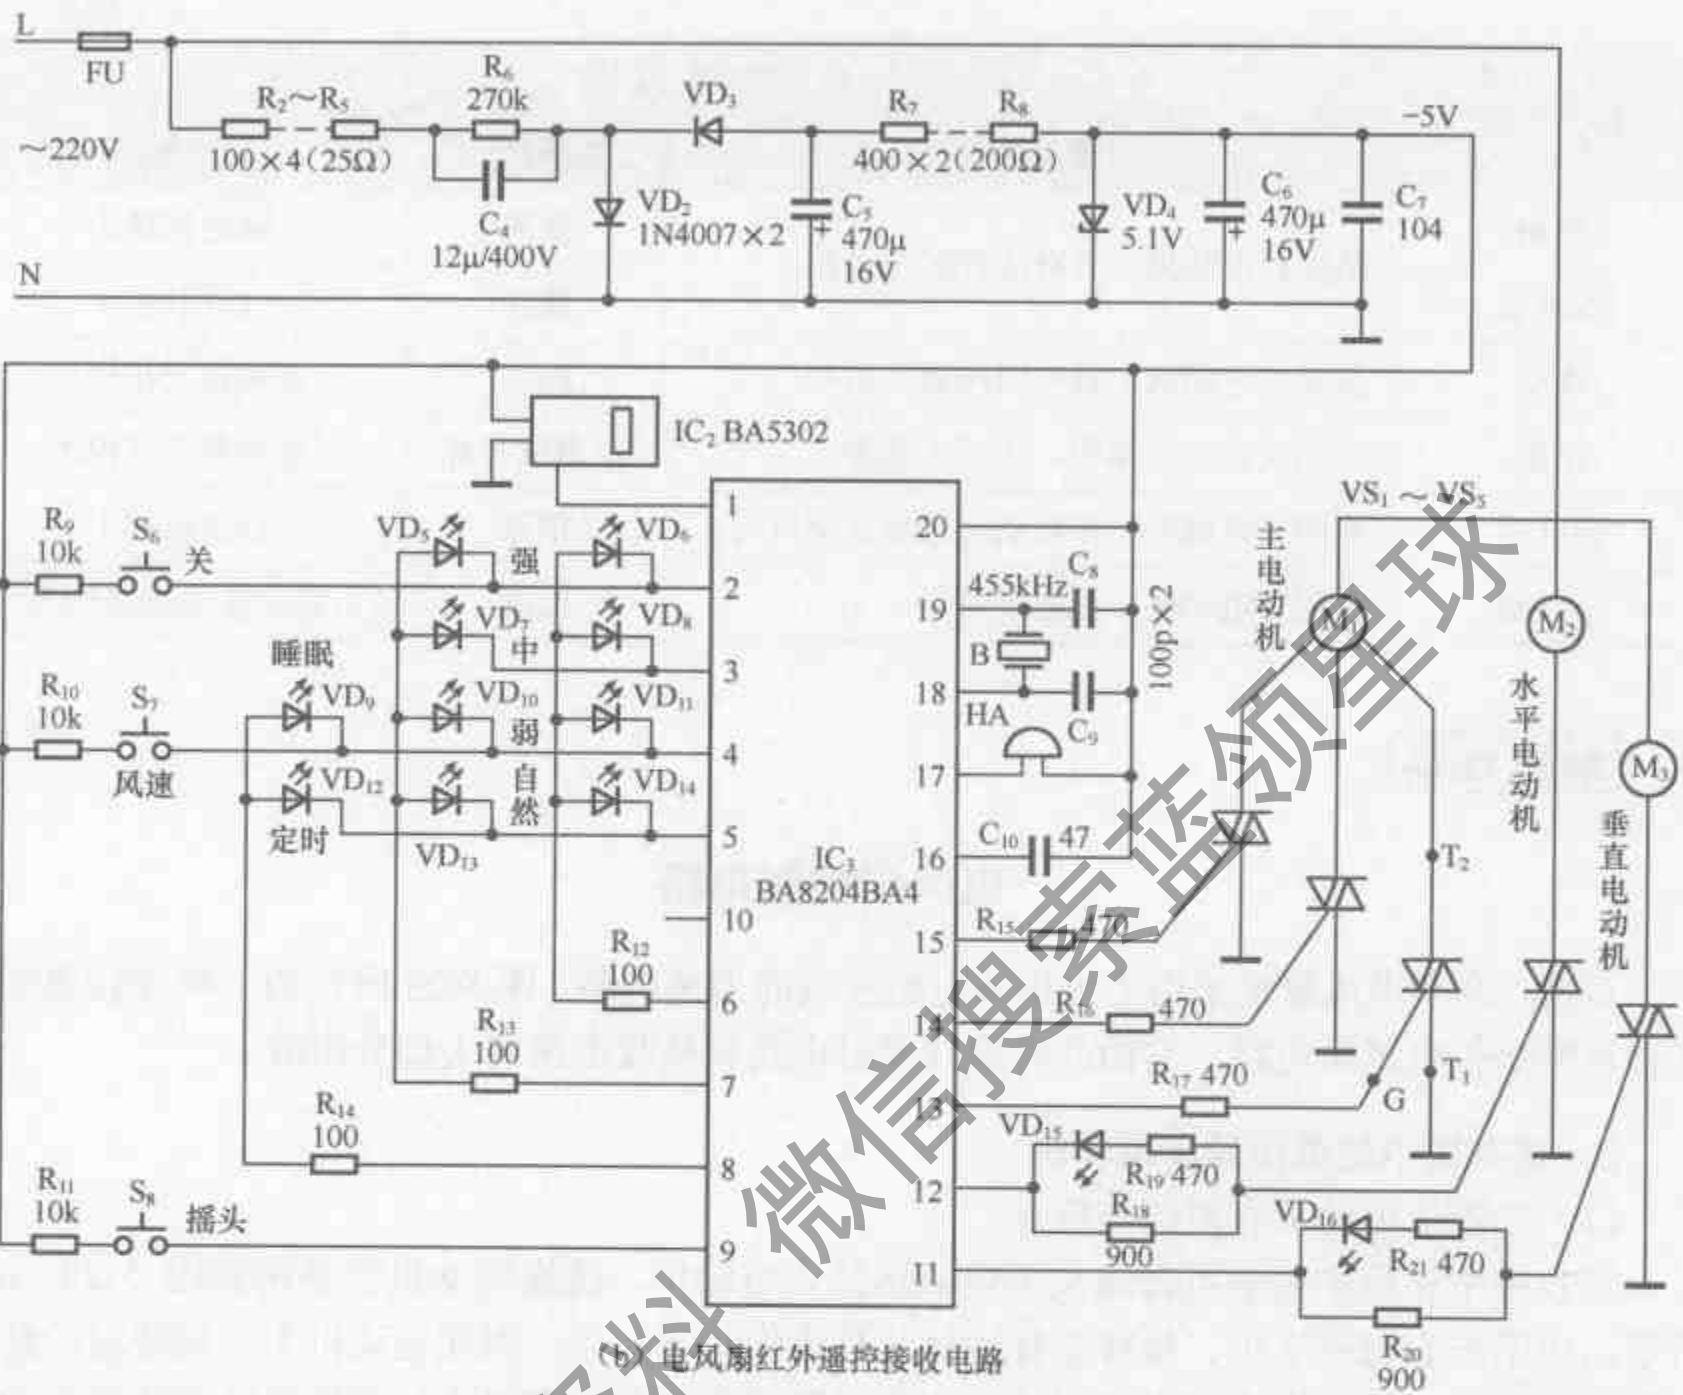 L
FU
~220V
N
R₂~R₅
100×4(25Ω)
R₆
270k
C₄
12μ/400V
VD₃
VD₂
1N4007×2
C₅
470μ
16V
R₇
R₈
400×2(200Ω)
VD₄
5.1V
C₆
470μ
16V
C₇
104
-5V
IC₂ BA5302
R₉
10k
S₆
关
VD₅
强
VD₆
VD₇
中
VD₈
睡眠
VD₉
R₁₀
10k
S₇
风速
VD₁₀
弱
VD₁₁
VD₁₂
定时
自然
VD₁₃
VD₁₄
R₁₂
100
R₁₃
100
R₁₄
100
R₁₁
10k
S₈
摇头
1
2
3
4
5
10
6
7
8
9
IC₃
BA8204BA4
20
19
18
17
16
15
14
13
12
11
455kHz
C₈
B
C₉
100p×2
HA
C₁₀
47
R₁₅
470
R₁₆
470
R₁₇ 470
VD₁₅
R₁₉ 470
R₁₈
900
VD₁₆
R₂₁ 470
R₂₀
900
VS₁~VS₅
主电动机
M₁
M₂
水平电动机
M₃
垂直电动机
T₂
T₁
G
(b) 电风扇红外遥控接收电路
资料 微信搜索蓝领星球